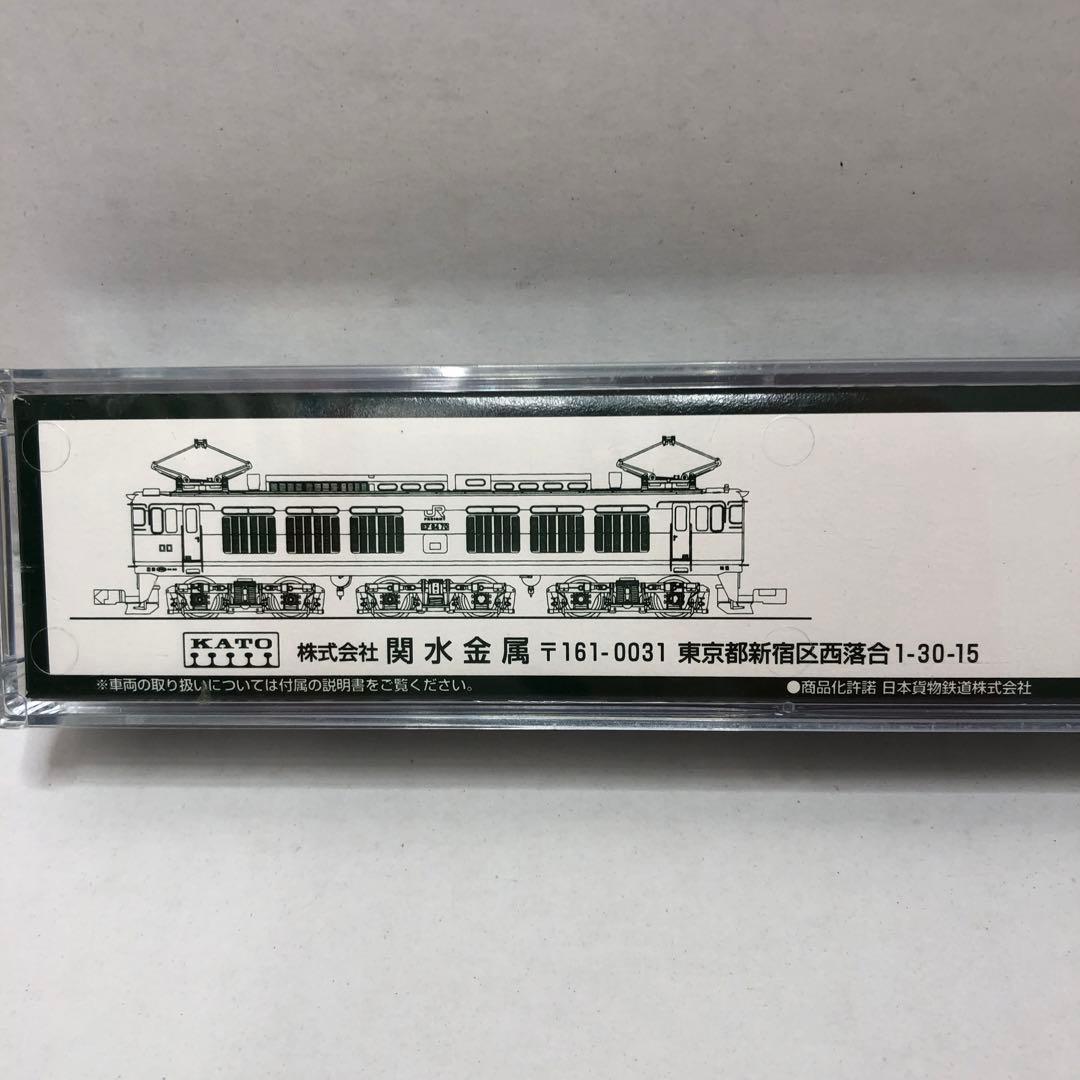 JR
FREIGHT
KATO
株式会社 関水金属 〒161-0031 東京都新宿区西落合1-30-15
※車両の取り扱いについては付属の説明書をご覧ください。
●商品化許諾 日本貨物鉄道株式会社